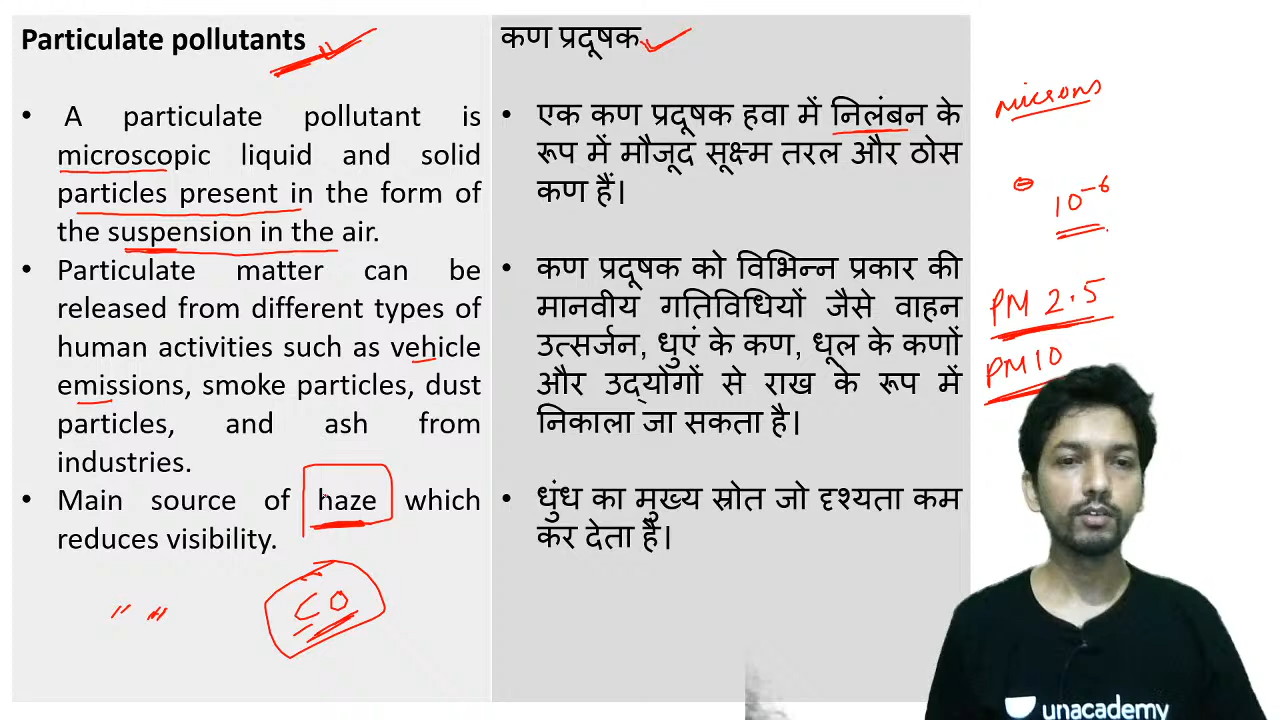 Particulate pollutants
• A particulate pollutant is
microscopic liquid and solid
particles present in the form of
the suspension in the air.
• Particulate matter can be
released from different types of
human activities such as vehicle
emissions, smoke particles, dust
particles, and ash from
industries.
• Main source of haze which
reduces visibility.
" "
CO
कण प्रदूषक
• एक कण प्रदूषक हवा में निलंबन के
रूप में मौजूद सूक्ष्म तरल और ठोस
कण हैं।
• कण प्रदूषक को विभिन्न प्रकार की
मानवीय गतिविधियों जैसे वाहन
उत्सर्जन, धुएं के कण, धूल के कणों
और उद्योगों से राख के रूप में
निकाला जा सकता है।
• धुंध का मुख्य स्रोत जो दृश्यता कम
कर देता है।
microns
10⁻⁶
PM 2.5
PM10
unacademy